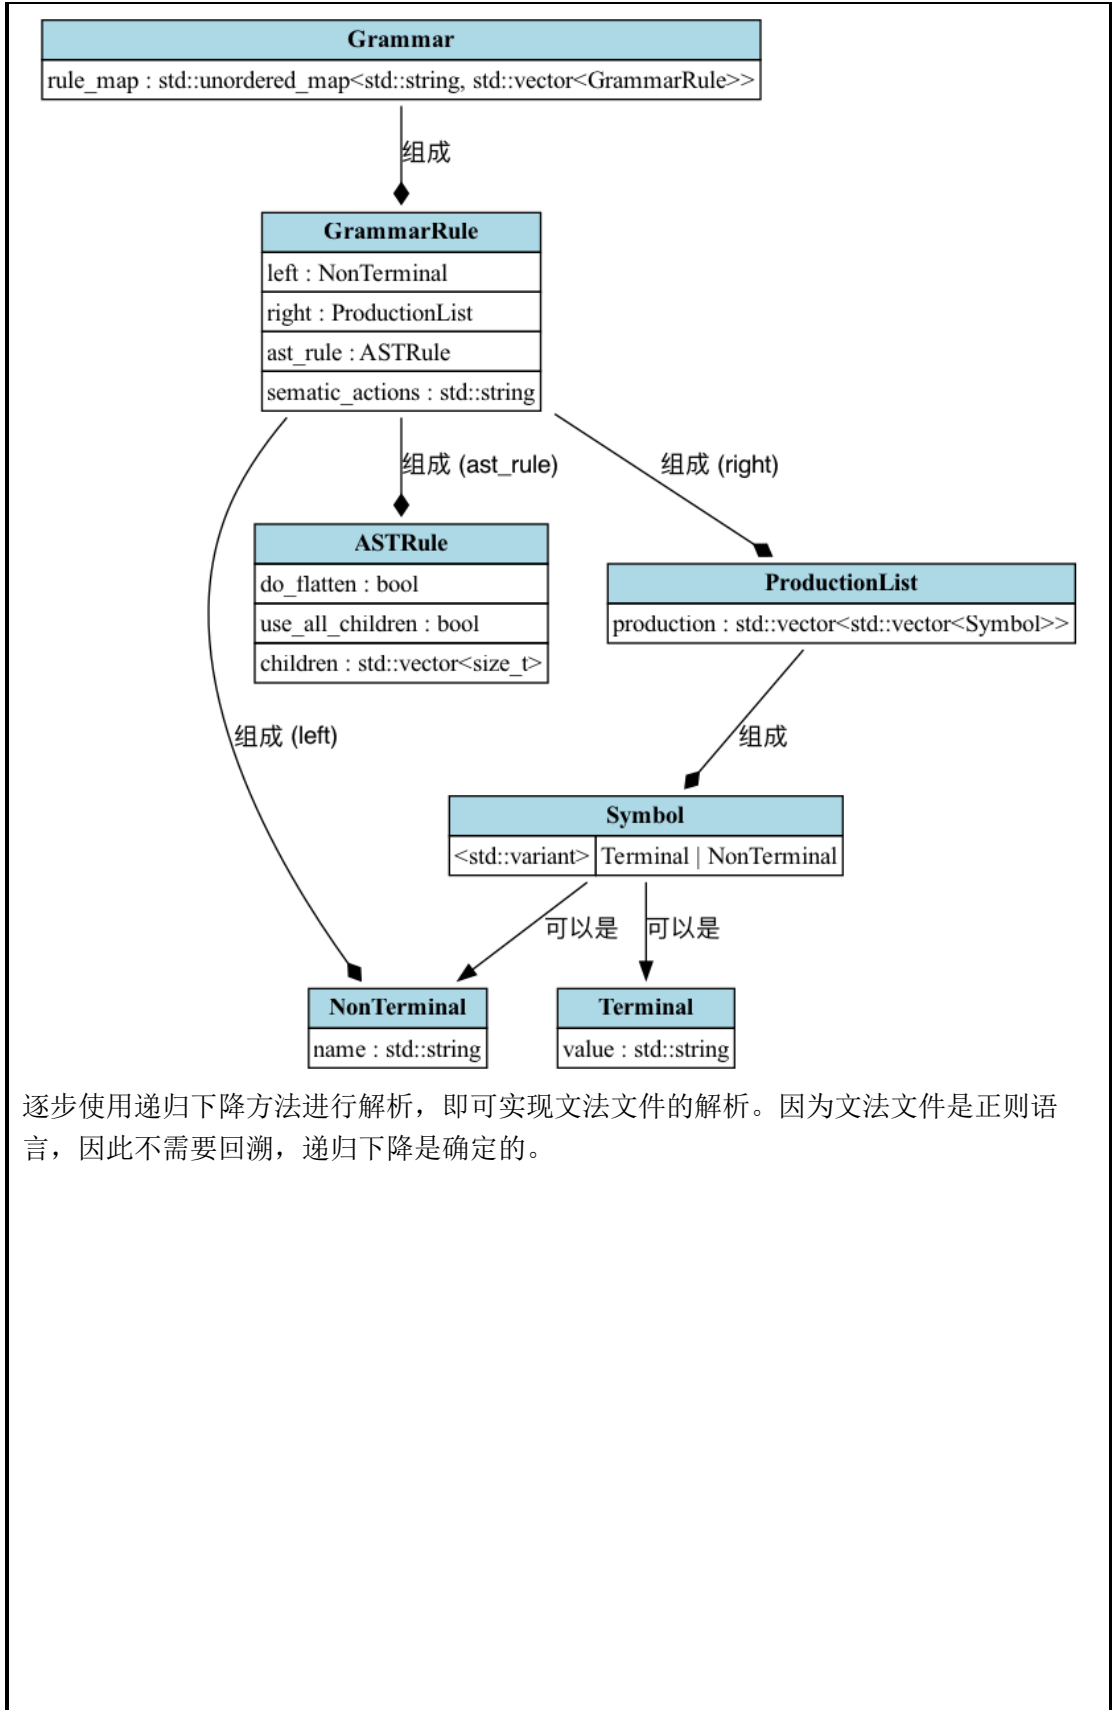 Grammar
rule_map : std::unordered_map<std::string, std::vector<GrammarRule>>
组成
GrammarRule
left : NonTerminal
right : ProductionList
ast_rule : ASTRule
sematic_actions : std::string
组成 (ast_rule)
组成 (right)
ASTRule
do_flatten : bool
use_all_children : bool
children : std::vector<size_t>
ProductionList
production : std::vector<std::vector<Symbol>>
组成 (left)
组成
Symbol
<std::variant> Terminal | NonTerminal
可以是
可以是
NonTerminal
name : std::string
Terminal
value : std::string
逐步使用递归下降方法进行解析，即可实现文法文件的解析。因为文法文件是正则语
言，因此不需要回溯，递归下降是确定的。